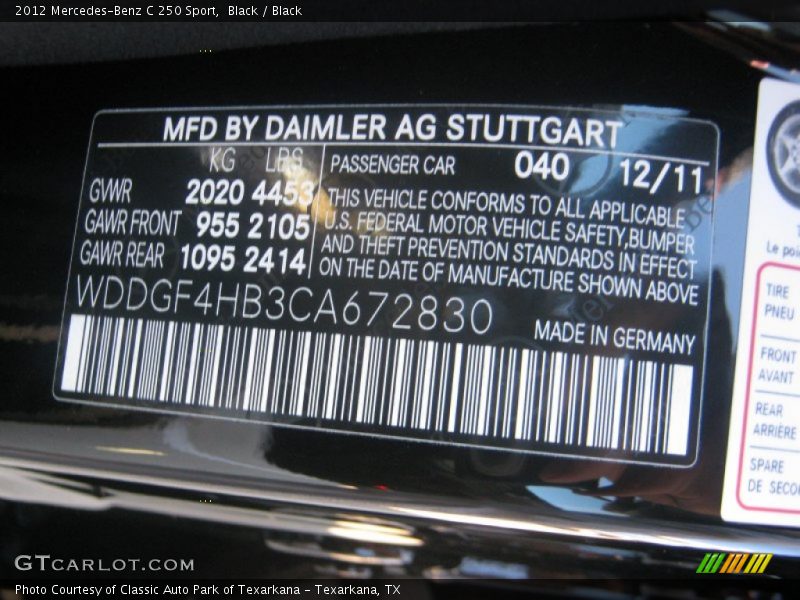 2012 Mercedes-Benz C 250 Sport,  Black / Black
MFD BY DAIMLER AG STUTTGART
KG LBS PASSENGER CAR 040 12/11
GVWR 2020 4453
GAWR FRONT 955 2105
GAWR REAR 1095 2414
THIS VEHICLE CONFORMS TO ALL APPLICABLE
U.S. FEDERAL MOTOR VEHICLE SAFETY,BUMPER
AND THEFT PREVENTION STANDARDS IN EFFECT
ON THE DATE OF MANUFACTURE SHOWN ABOVE
WDDGF4HB3CA672830
MADE IN GERMANY
Le
TIRE
PNEU
FRONT
AVANT
REAR
ARRIÈRE
SPARE
DE
GTCARLOT.COM
Photo Courtesy of Classic Auto Park of Texarkana - Texarkana, TX